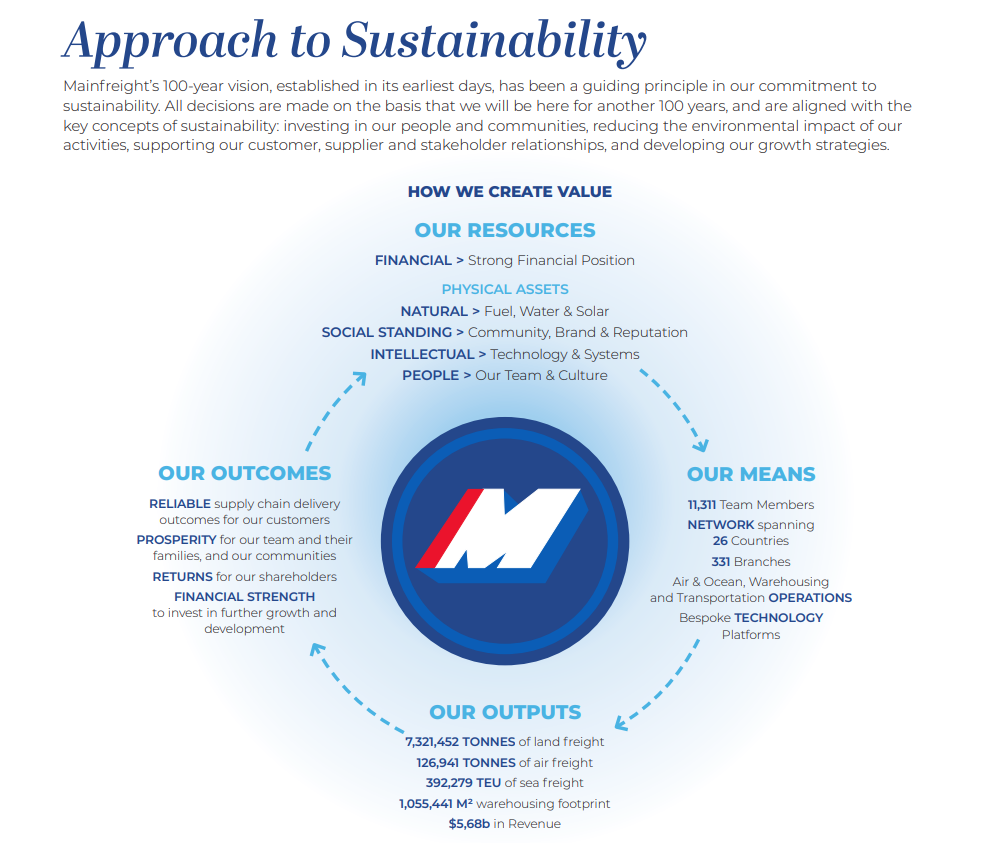 Approach to Sustainability
Mainfreight’s 100-year vision, established in its earliest days, has been a guiding principle in our commitment to
sustainability. All decisions are made on the basis that we will be here for another 100 years, and are aligned with the
key concepts of sustainability: investing in our people and communities, reducing the environmental impact of our
activities, supporting our customer, supplier and stakeholder relationships, and developing our growth strategies.
HOW WE CREATE VALUE
OUR RESOURCES
FINANCIAL > Strong Financial Position
PHYSICAL ASSETS
NATURAL > Fuel, Water & Solar
SOCIAL STANDING > Community, Brand & Reputation
INTELLECTUAL > Technology & Systems
PEOPLE > Our Team & Culture
OUR MEANS
11,311 Team Members
NETWORK spanning
26 Countries
331 Branches
Air & Ocean, Warehousing
and Transportation OPERATIONS
Bespoke TECHNOLOGY
Platforms
OUR OUTPUTS
7,321,452 TONNES of land freight
126,941 TONNES of air freight
392,279 TEU of sea freight
1,055,441 M² warehousing footprint
$5,68b in Revenue
OUR OUTCOMES
RELIABLE supply chain delivery
outcomes for our customers
PROSPERITY for our team and their
families, and our communities
RETURNS for our shareholders
FINANCIAL STRENGTH
to invest in further growth and
development
M